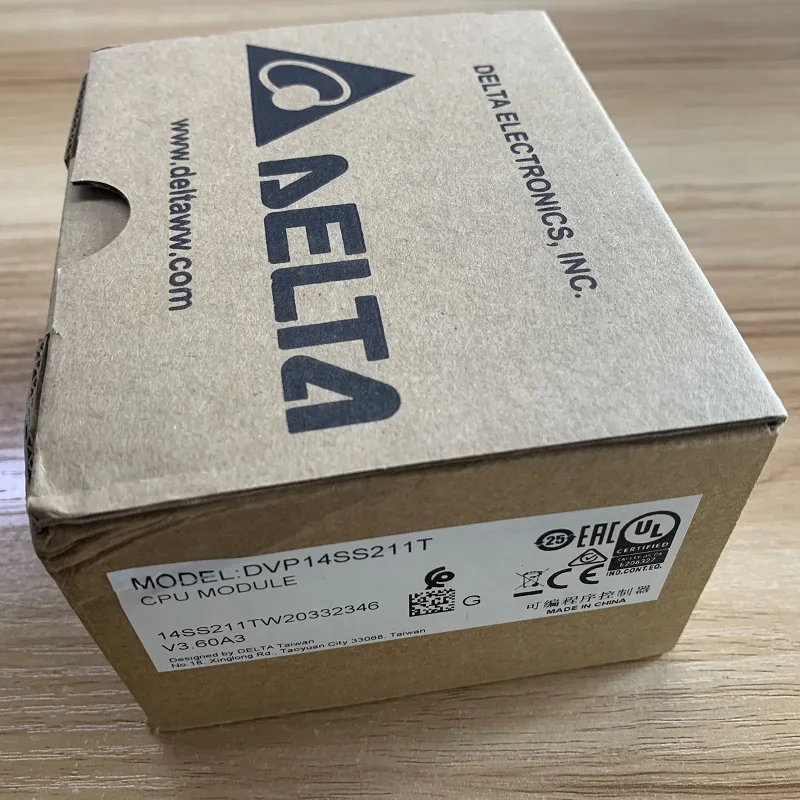 DELTA ELECTRONICS, INC.
DELTA
www.deltaww.com
MODEL:DVP14SS211T
CPU MODULE
14SS211TW20332346
V3.60A3
Designed by DELTA Taiwan
No.18, Xinglong Rd., Taoyuan City 33068, Taiwan
G
25
EAC
UL
CERTIFIED
E206327
IND.CONT.EQ.
CE
可编程序控制器
MADE IN CHINA